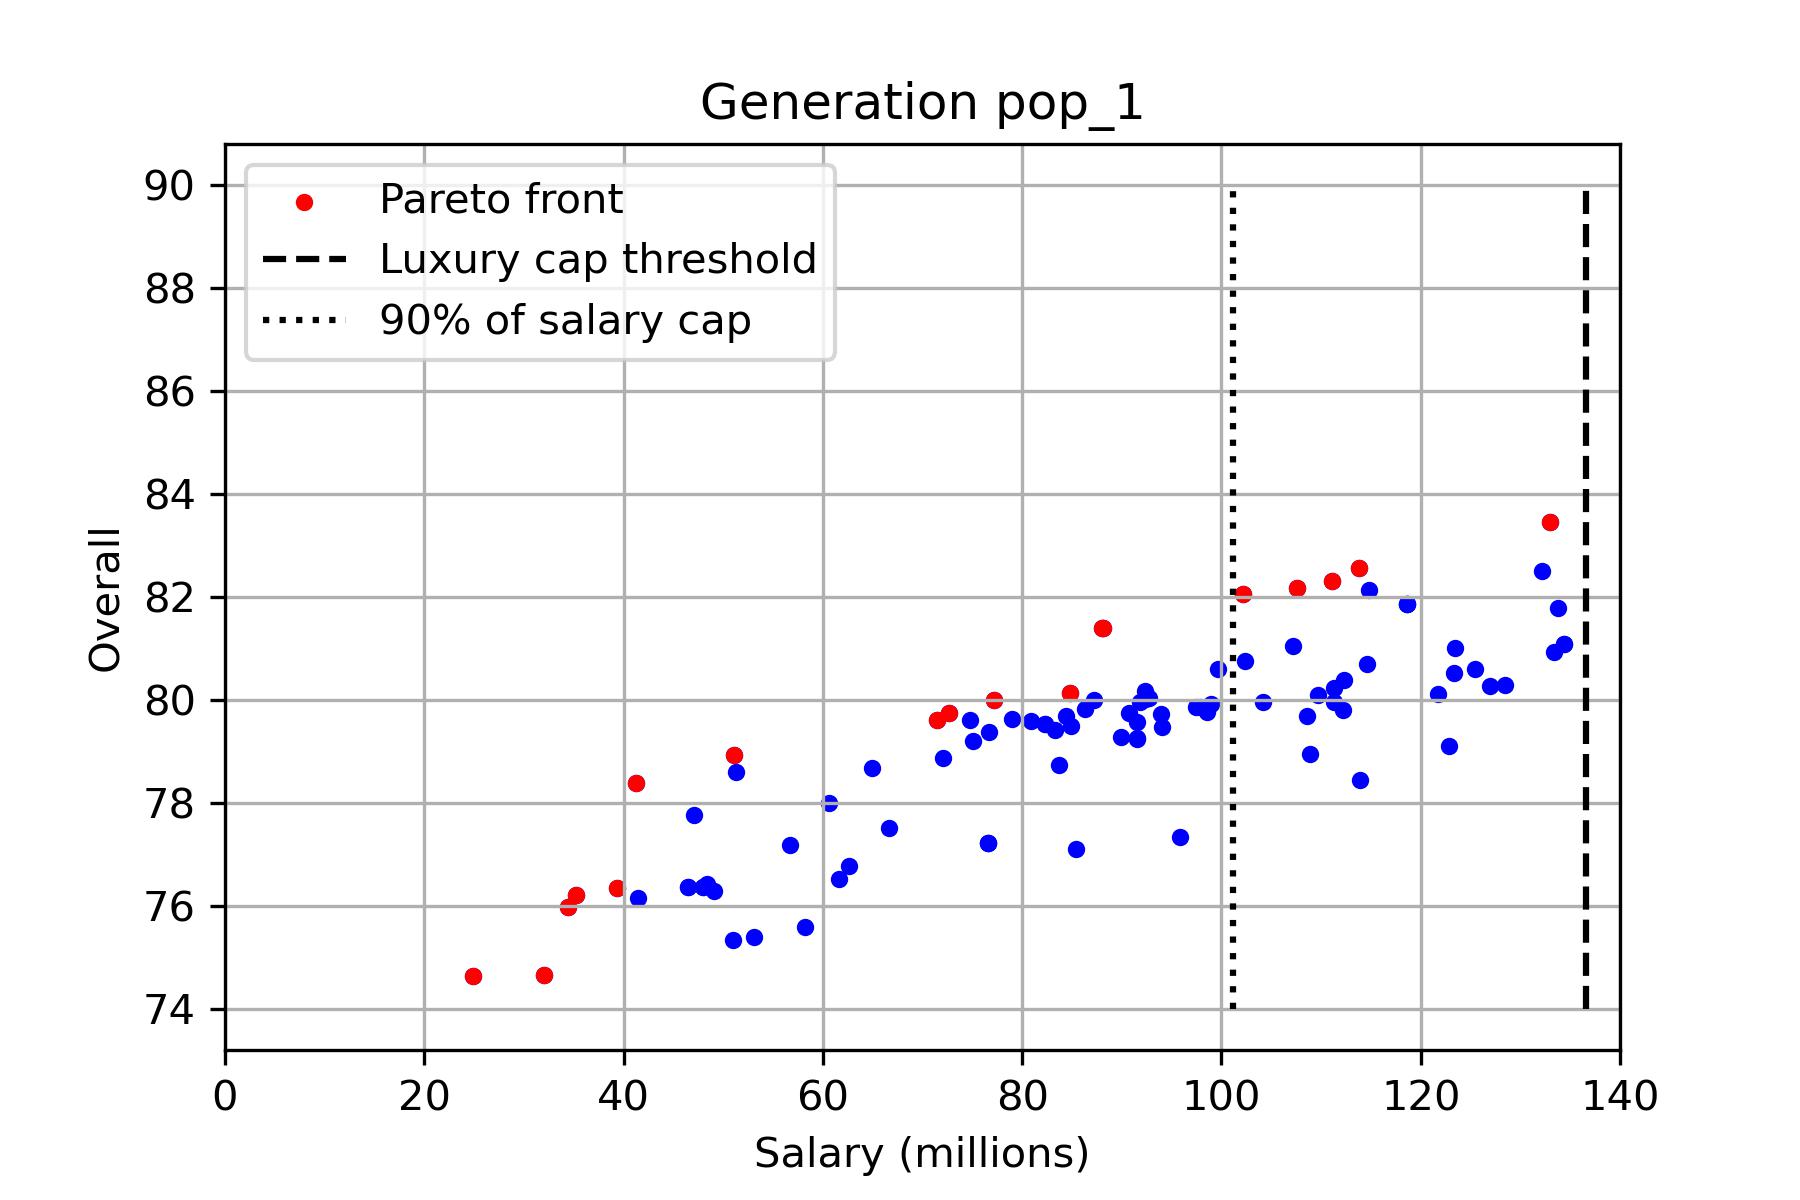 Generation pop_1
Pareto front
Luxury cap threshold
90% of salary cap
90
88
86
84
82
80
78
76
74
Overall
0 20 40 60 80 100 120 140
Salary (millions)